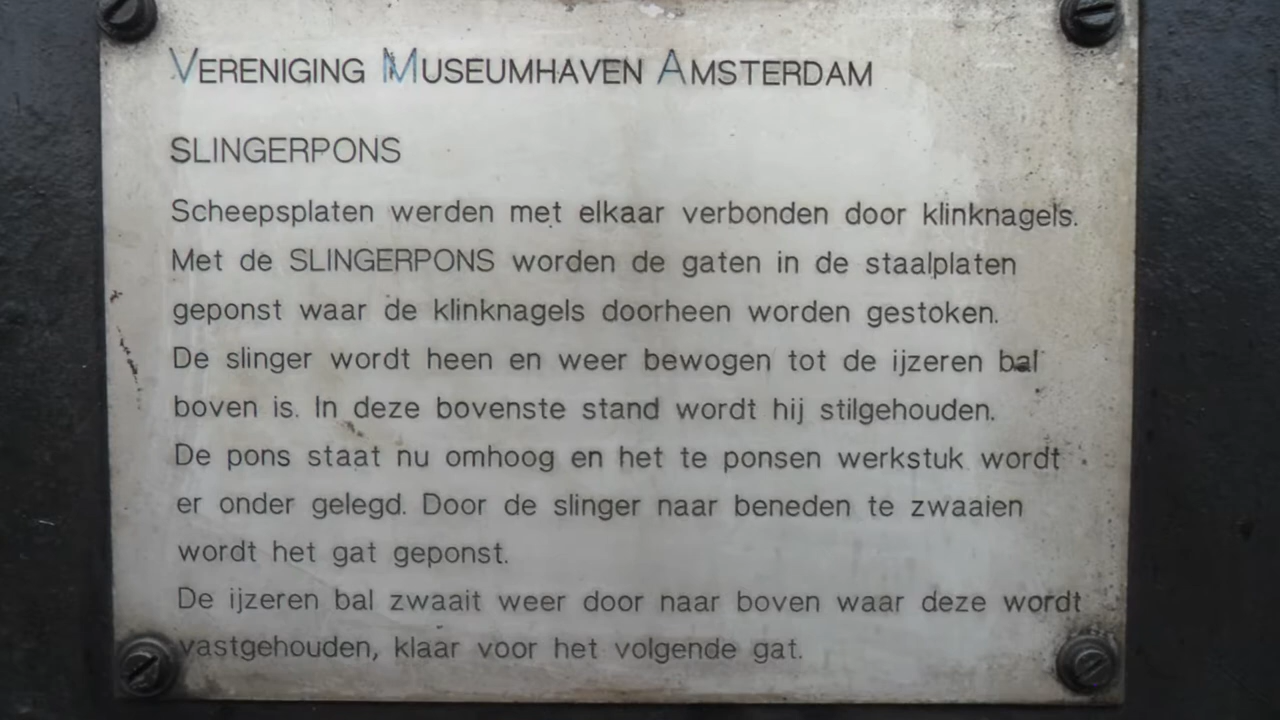 VERENIGING MUSEUMHAVEN AMSTERDAM
SLINGERPONS
Scheepsplaten werden met elkaar verbonden door klinknagels.
Met de SLINGERPONS worden de gaten in de staalplaten
geponst waar de klinknagels doorheen worden gestoken.
De slinger wordt heen en weer bewogen tot de ijzeren bal
boven is. In deze bovenste stand wordt hij stilgehouden.
De pons staat nu omhoog en het te ponsen werkstuk wordt
er onder gelegd. Door de slinger naar beneden te zwaaien
wordt het gat geponst.
De ijzeren bal zwaait weer door naar boven waar deze wordt
vastgehouden, klaar voor het volgende gat.